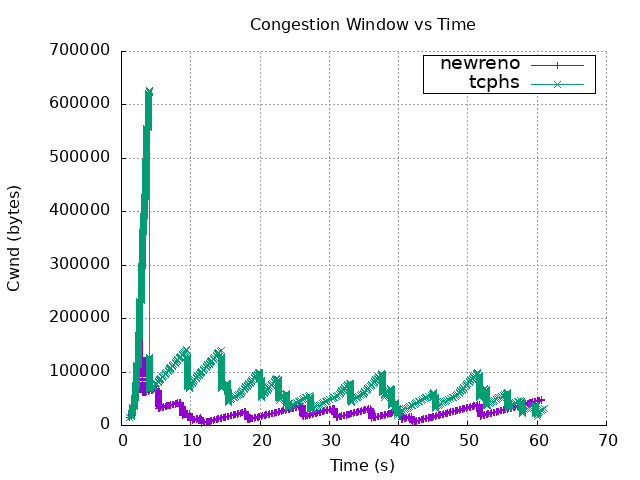 Congestion Window vs Time
700000
600000
500000
400000
300000
200000
100000
0
Cwnd (bytes)
newreno
tcphs
0 10 20 30 40 50 60 70
Time (s)